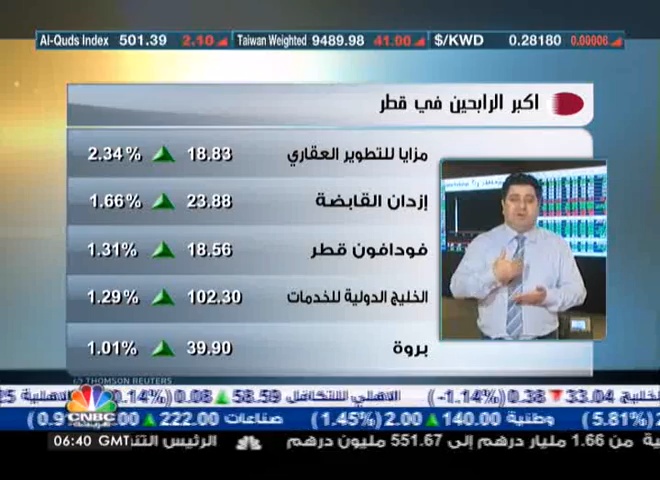 Al-Quds Index 501.39 2.10 Taiwan Weighted 9489.98 41.00 $/KWD 0.28180 0.00006
اكبر الرابحين في قطر
مزايا للتطوير العقاري 18.83 2.34%
إزدان القابضة 23.88 1.66%
فودافون قطر 18.56 1.31%
الخليج الدولية للخدمات 102.30 1.29%
بروة 39.90 1.01%
© THOMSON REUTERS
33.04 0.38 (-1.14%) الاهلي للتكافل 58.59 0.08 0.14%)
(5.81%) وطنية 140.00 2.00 (1.45%) صناعات 222.00
CNBC عربية
06:40 GMT من 1.66 مليار درهم إلى 551.67 مليون درهم الرئيس